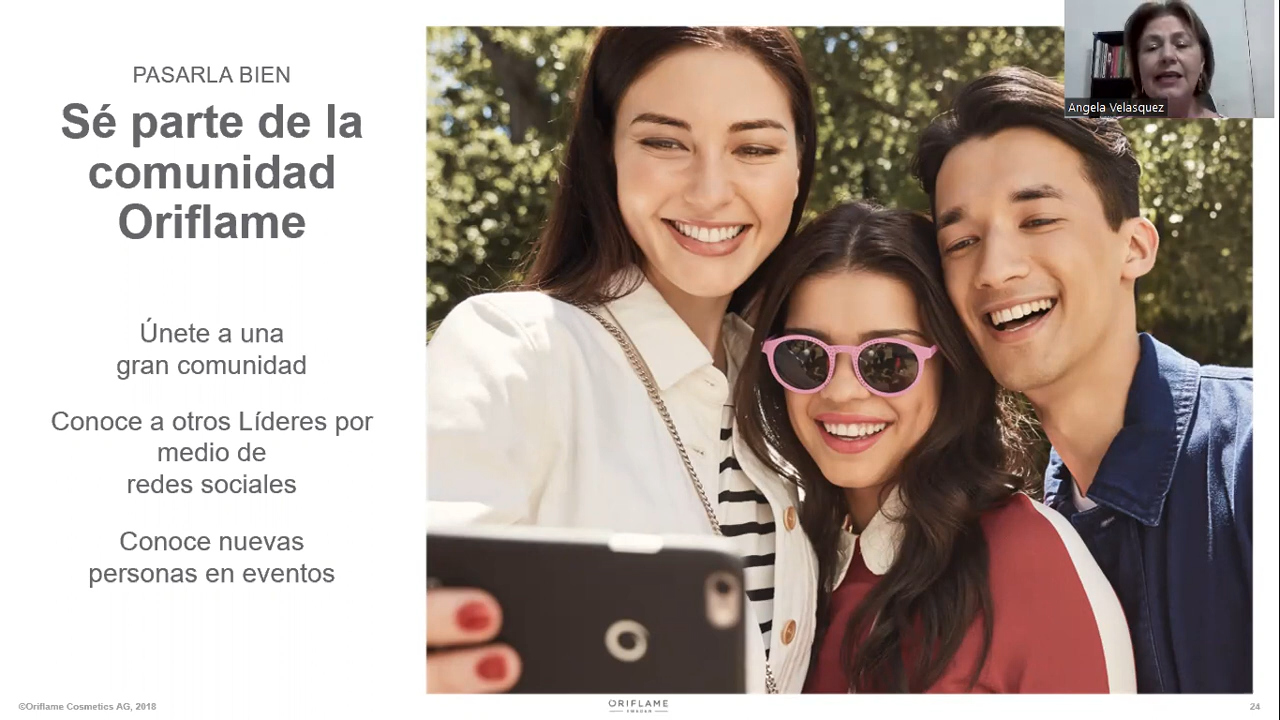 PASARLA BIEN
Sé parte de la
comunidad
Oriflame
Únete a una
gran comunidad
Conoce a otros Líderes por
medio de
redes sociales
Conoce nuevas
personas en eventos
Angela Velasquez
©Oriflame Cosmetics AG, 2018
ORIFLAME
SWEDEN
24